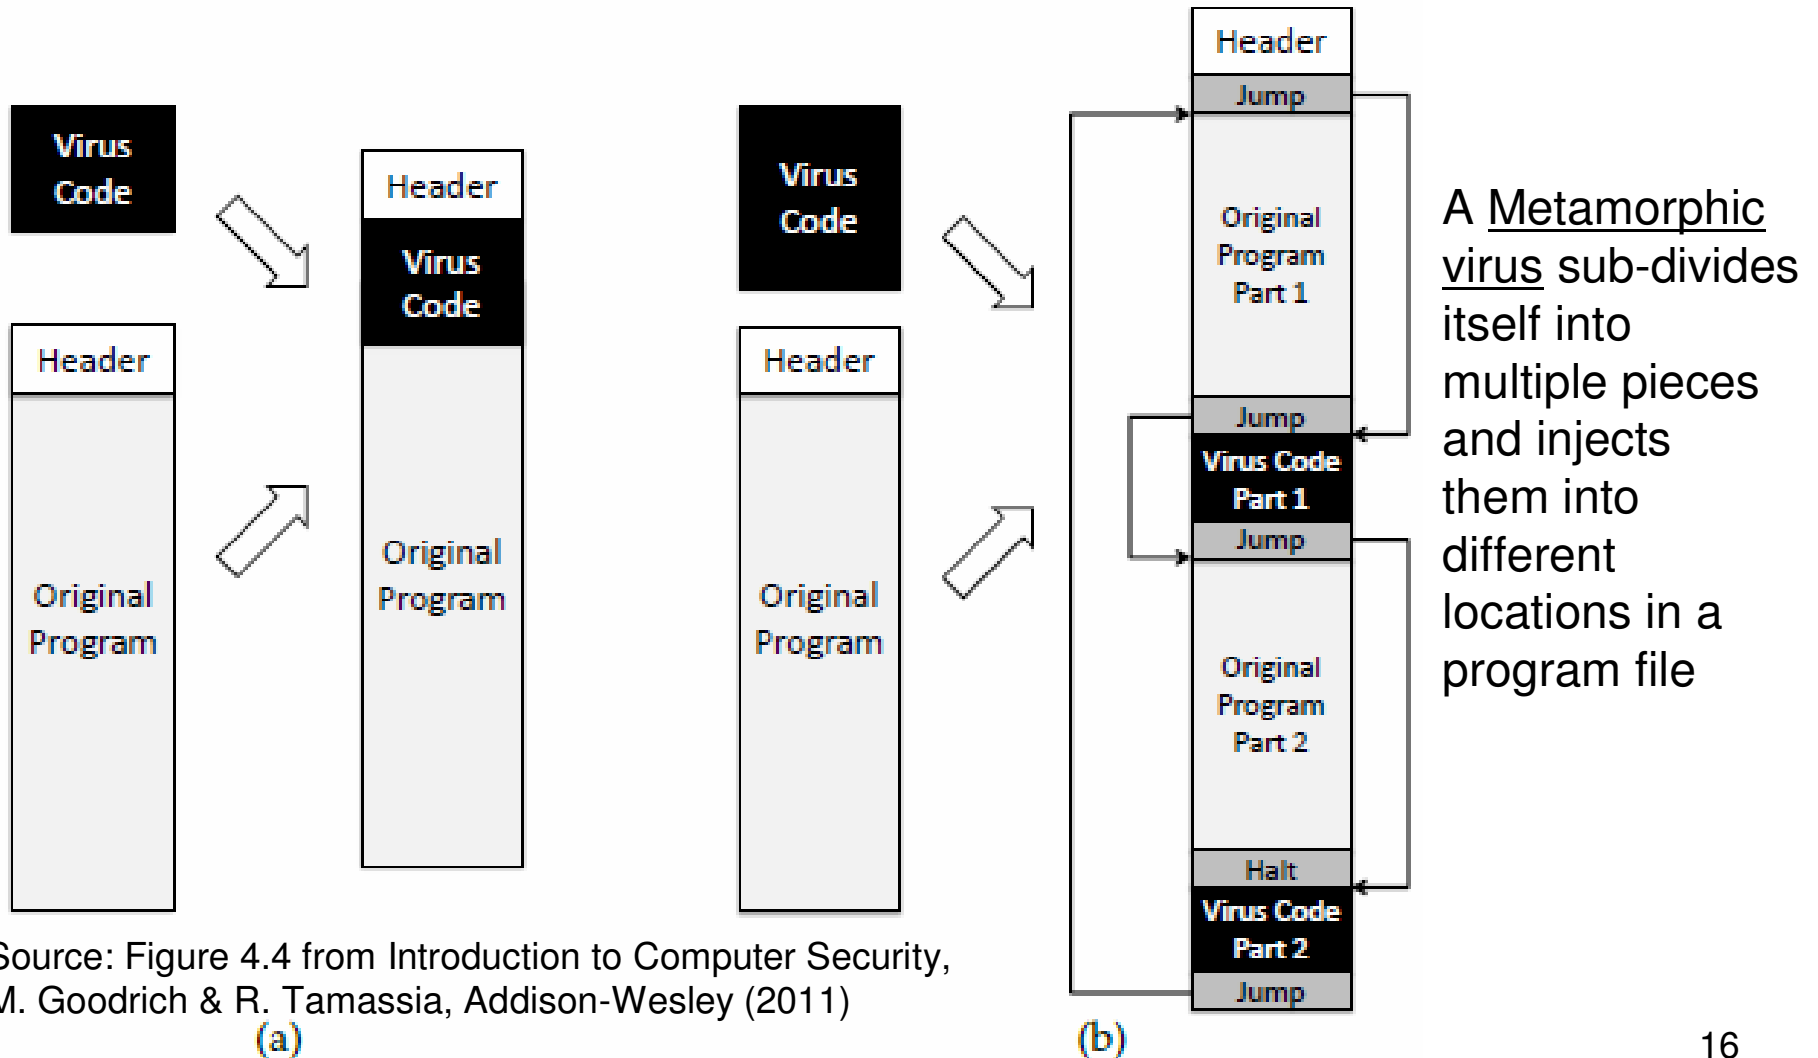 Virus
Code
Header
Original
Program
Header
Virus
Code
Original
Program
Virus
Code
Header
Original
Program
Header
Jump
Original
Program
Part 1
Jump
Virus Code
Part 1
Jump
Original
Program
Part 2
Halt
Virus Code
Part 2
Jump
A Metamorphic
virus sub-divides
itself into
multiple pieces
and injects
them into
different
locations in a
program file
Source: Figure 4.4 from Introduction to Computer Security,
M. Goodrich & R. Tamassia, Addison-Wesley (2011)
(a)
(b)
16